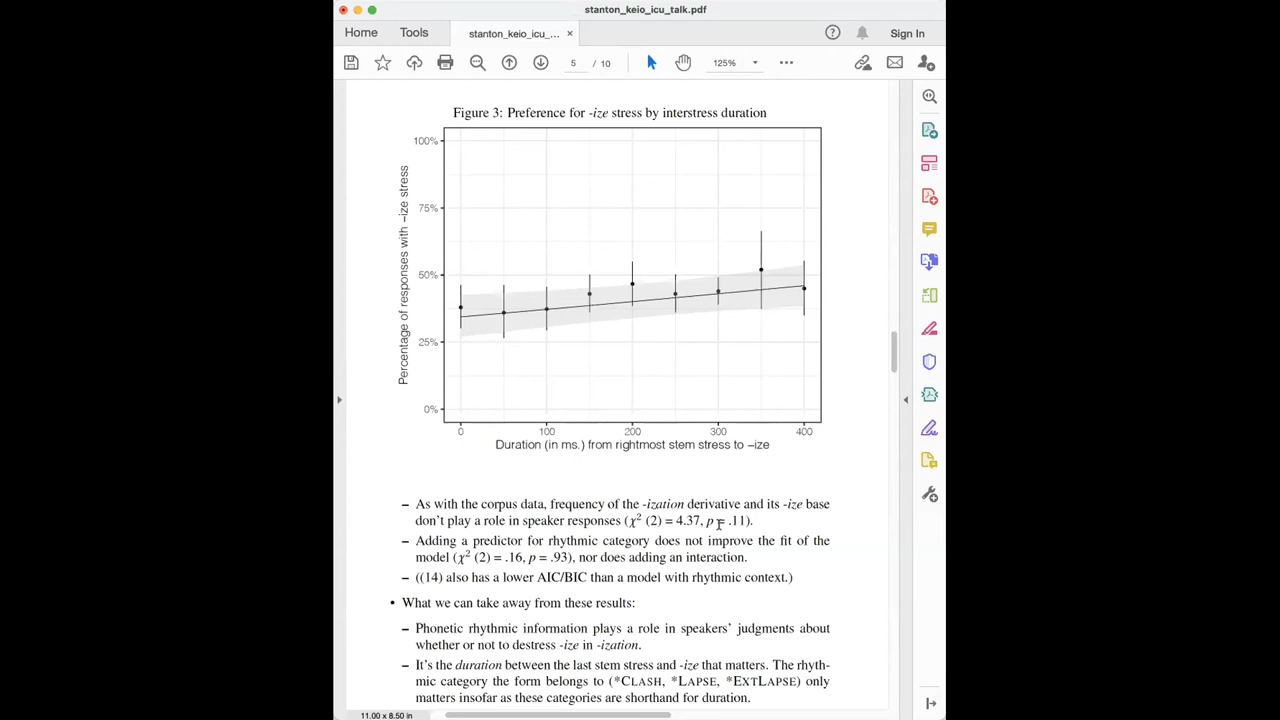 stanton_keio_icu_talk.pdf
Home
Tools
stanton_keio_icu_...
×
?
Sign In
5 / 10
125%
Figure 3: Preference for -ize stress by interstress duration
Percentage of responses with –ize stress
100%
75%
50%
25%
0%
0 100 200 300 400
Duration (in ms.) from rightmost stem stress to –ize
– As with the corpus data, frequency of the -ization derivative and its -ize base
don’t play a role in speaker responses (χ² (2) = 4.37, p = .11).
– Adding a predictor for rhythmic category does not improve the fit of the
model (χ² (2) = .16, p = .93), nor does adding an interaction.
– ((14) also has a lower AIC/BIC than a model with rhythmic context.)
• What we can take away from these results:
– Phonetic rhythmic information plays a role in speakers’ judgments about
whether or not to destress -ize in -ization.
– It’s the duration between the last stem stress and -ize that matters. The rhyth-
mic category the form belongs to (*CLASH, *LAPSE, *EXTLAPSE) only
matters insofar as these categories are shorthand for duration.
11.00 x 8.50 in